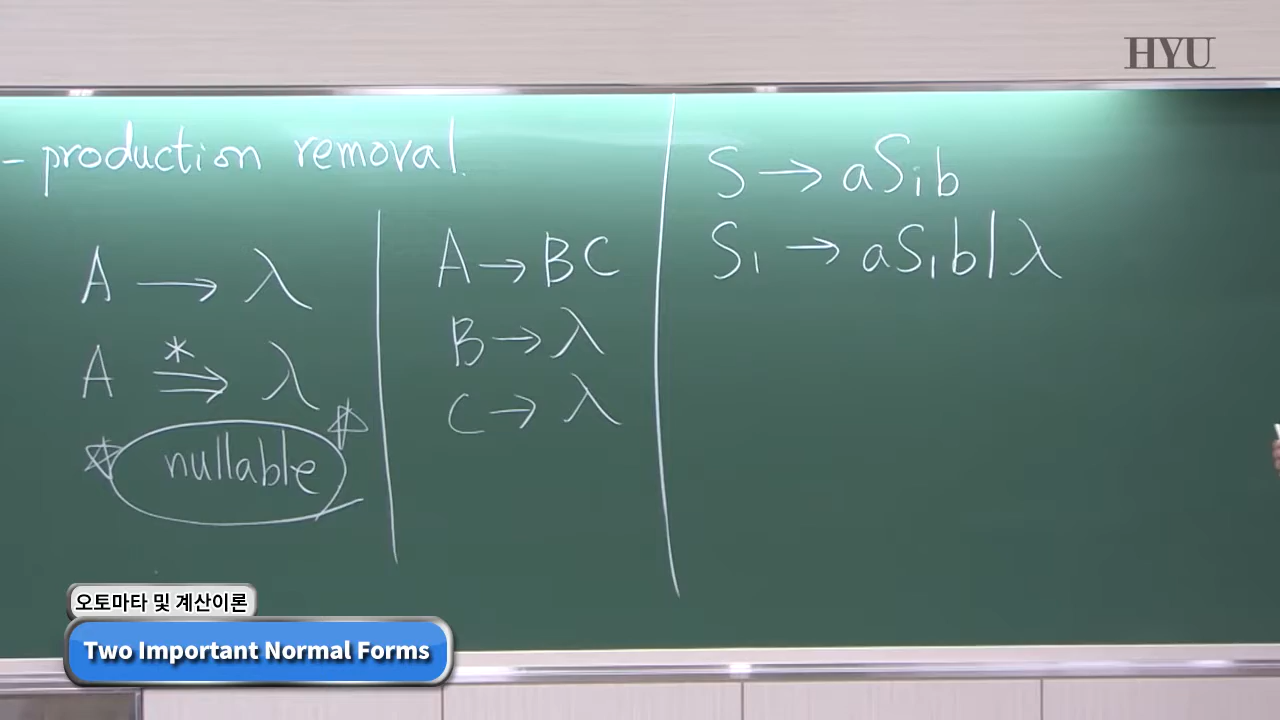 HYU
- production removal
A → λ
A *⇒ λ
nullable
A → BC
B → λ
C → λ
S → aS₁b
S₁ → aS₁b | λ
오토마타 및 계산이론
Two Important Normal Forms